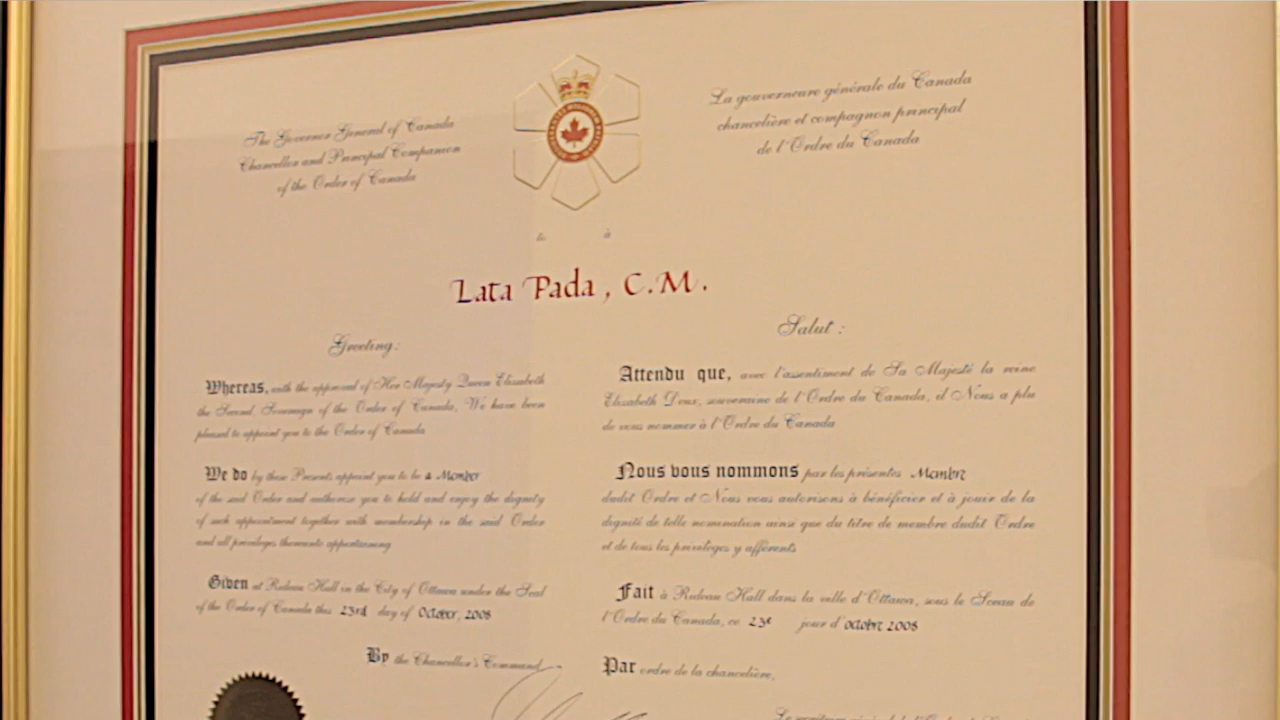 The Governor General of Canada
Chancellor and Principal Companion
of the Order of Canada
La gouverneure générale du Canada
chancelière et compagnon principal
de l'Ordre du Canada
to à
Lata Pada, C.M.
Greeting:
Whereas, with the approval of Her Majesty Queen Elizabeth
the Second, Sovereign of the Order of Canada, We have been
pleased to appoint you to the Order of Canada
We do by these Presents appoint you to be a Member
of the said Order and authorize you to hold and enjoy the dignity
of such appointment together with membership in the said Order
and all privileges thereunto appertaining
Given at Rideau Hall in the City of Ottawa under the Seal
of the Order of Canada this 23rd day of October, 2008
By the Chancellor's Command
Salut :
Attendu que, avec l'assentiment de Sa Majesté la reine
Elizabeth Deux, souveraine de l'Ordre du Canada, il Nous a plu
de vous nommer à l'Ordre du Canada
Nous vous nommons par les présentes Membre
dudit Ordre et Nous vous autorisons à bénéficier et à jouir de la
dignité de telle nomination ainsi que du titre de membre dudit Ordre
et de tous les privilèges y afférents
Fait à Rideau Hall dans la ville d'Ottawa, sous le Sceau de
l'Ordre du Canada, ce 23e jour d'octobre 2008
Par ordre de la chancelière,